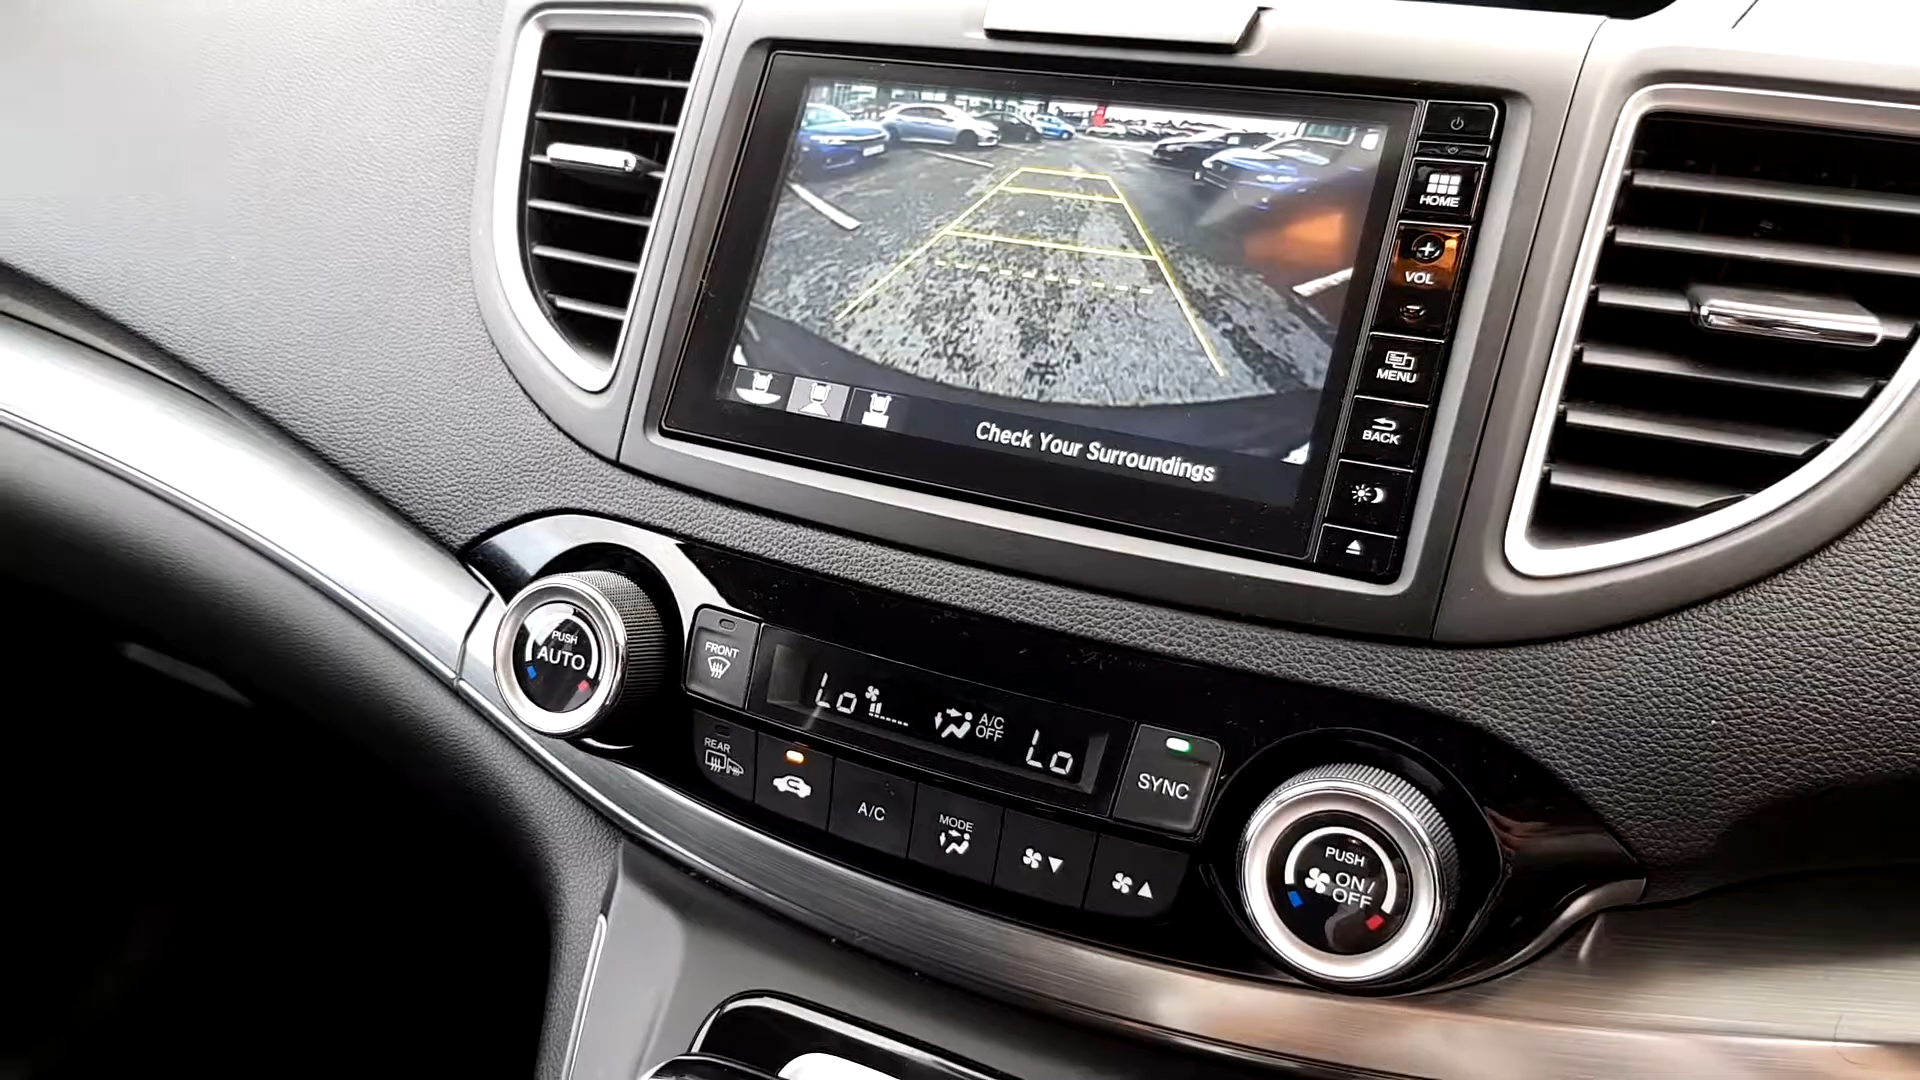 HOME
VOL
MENU
BACK
Check Your Surroundings
PUSH
AUTO
FRONT
Lo
A/C
OFF
Lo
REAR
A/C
MODE
SYNC
PUSH
ON/
OFF